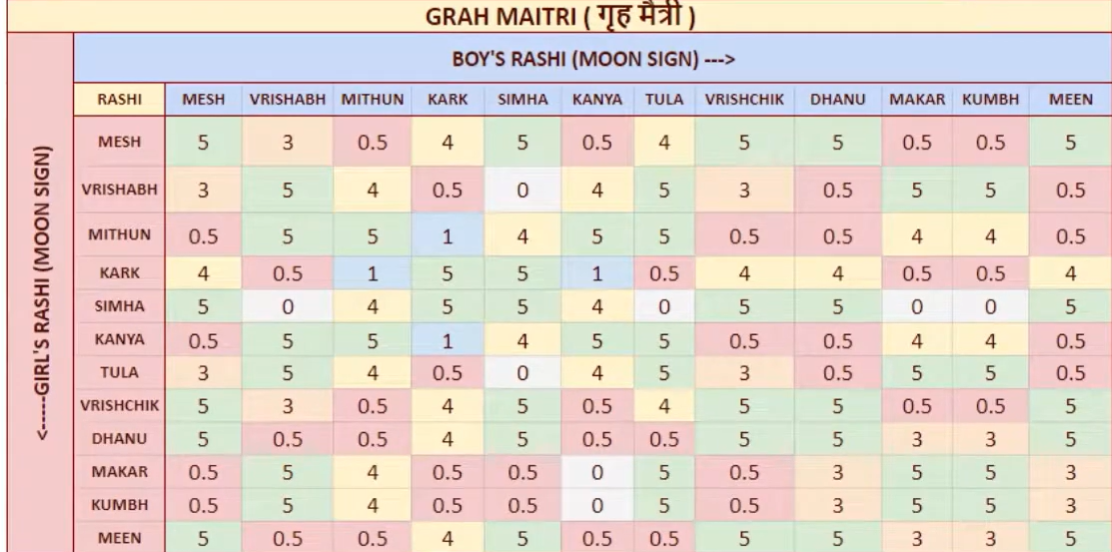 GRAH MAITRI ( गृह मैत्री )
BOY'S RASHI (MOON SIGN) --->
<-----GIRL'S RASHI (MOON SIGN)
RASHI MESH VRISHABH MITHUN KARK SIMHA KANYA TULA VRISHCHIK DHANU MAKAR KUMBH MEEN
MESH 5 3 0.5 4 5 0.5 4 5 5 0.5 0.5 5
VRISHABH 3 5 4 0.5 0 4 5 3 0.5 5 5 0.5
MITHUN 0.5 5 5 1 4 5 5 0.5 0.5 4 4 0.5
KARK 4 0.5 1 5 5 1 0.5 4 4 0.5 0.5 4
SIMHA 5 0 4 5 5 4 0 5 5 0 0 5
KANYA 0.5 5 5 1 4 5 5 0.5 0.5 4 4 0.5
TULA 3 5 4 0.5 0 4 5 3 0.5 5 5 0.5
VRISHCHIK 5 3 0.5 4 5 0.5 4 5 5 0.5 0.5 5
DHANU 5 0.5 0.5 4 5 0.5 0.5 5 5 3 3 5
MAKAR 0.5 5 4 0.5 0.5 0 5 0.5 3 5 5 3
KUMBH 0.5 5 4 0.5 0.5 0 5 0.5 3 5 5 3
MEEN 5 0.5 0.5 4 5 0.5 0.5 5 5 3 3 5